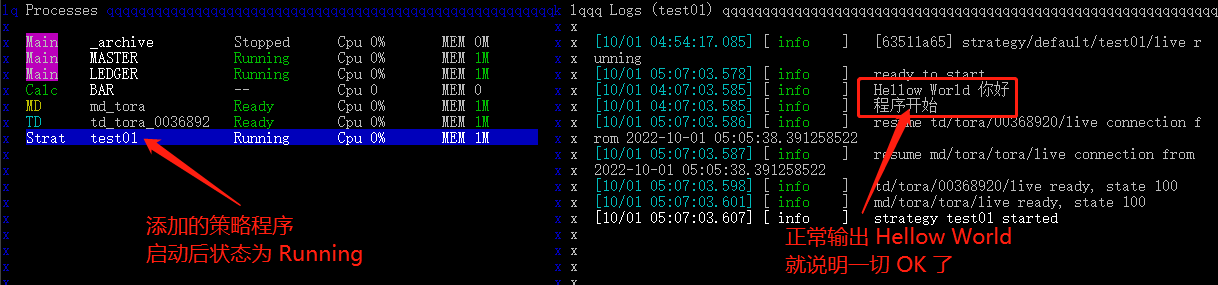 lq Processes qqqqqqqqqqqqqqqqqqqqqqqqqqqqqqqqqqqqqqqqqqqqqqqqqqqqqqqq
x
x Main _archive Stopped Cpu 0% MEM 0M
x Main MASTER Running Cpu 0% MEM 1M
x Main LEDGER Running Cpu 0% MEM 1M
x Calc BAR -- Cpu 0 MEM 0
x MD md_tora Ready Cpu 0% MEM 1M
x TD td_tora_0036892 Ready Cpu 0% MEM 1M
x Strat test01 Running Cpu 0% MEM 1M
添加的策略程序
启动后状态为 Running
lqqq Logs (test01) qqqqqqqqqqqqqqqqqqqqqqqqqqqqqqqqqqqqqqqqqqqqqqqqqqqqqqqqqqqq
x
x [10/01 04:54:17.085] [ info ] [63511a65] strategy/default/test01/live r
x unning
x [10/01 05:07:03.578] [ info ] ready to start
x [10/01 04:07:03.585] [ info ] Hellow World 你好
x [10/01 04:07:03.585] [ info ] 程序开始
x [10/01 05:07:03.586] [ info ] resume td/tora/00368920/live connection f
x rom 2022-10-01 05:05:38.391258522
x [10/01 05:07:03.587] [ info ] resume md/tora/tora/live connection from
x 2022-10-01 05:05:38.391258522
x [10/01 05:07:03.598] [ info ] td/tora/00368920/live ready, state 100
x [10/01 05:07:03.601] [ info ] md/tora/tora/live ready, state 100
x [10/01 05:07:03.607] [ info ] strategy test01 started
正常输出 Hellow World
就说明一切 OK 了